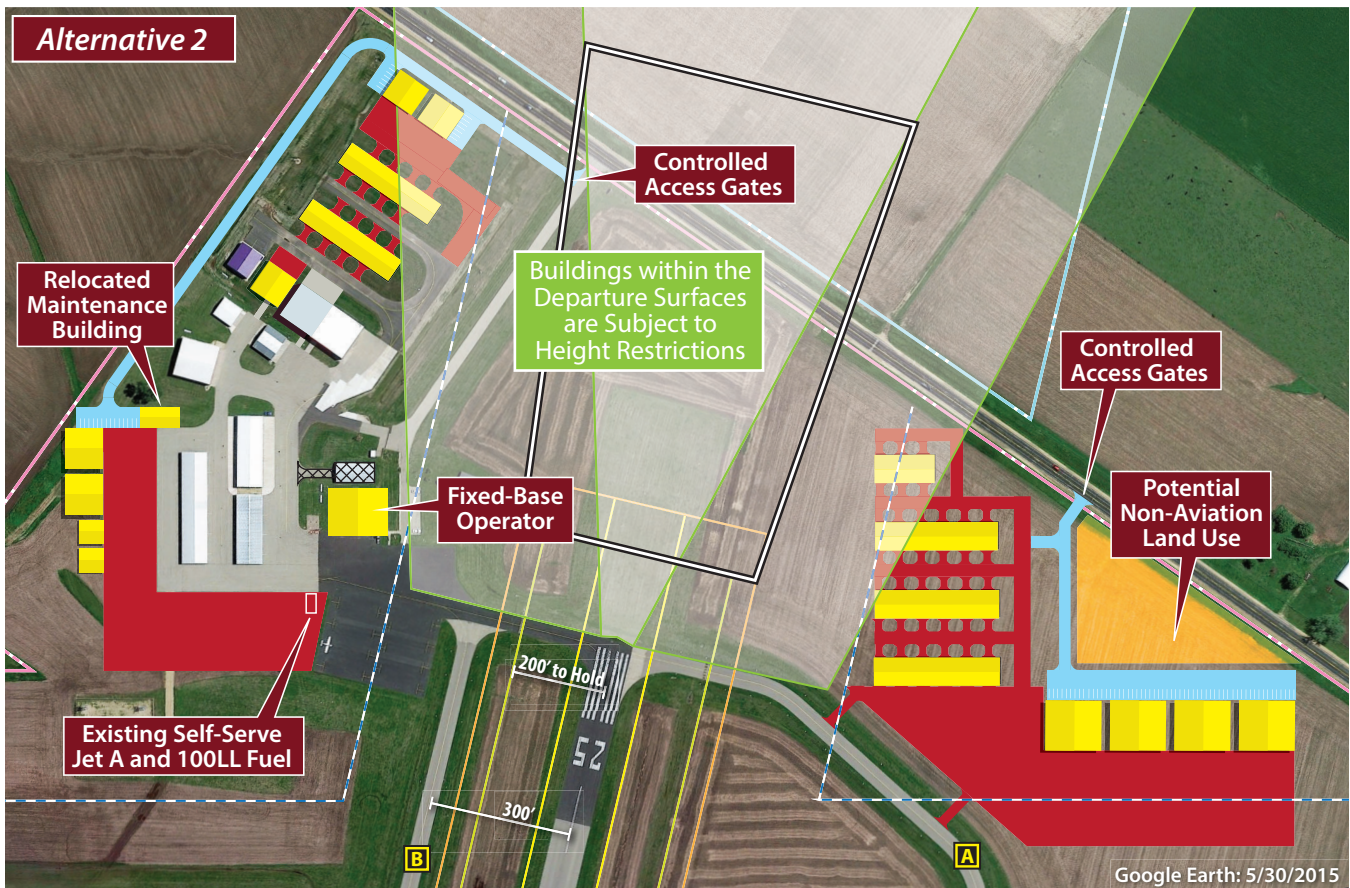 Alternative 2
Controlled
Access Gates
Buildings within the
Departure Surfaces
are Subject to
Height Restrictions
Relocated
Maintenance
Building
Controlled
Access Gates
Fixed-Base
Operator
Potential
Non-Aviation
Land Use
200' to Hold
Existing Self-Serve
Jet A and 100LL Fuel
25
300'
B
A
Google Earth: 5/30/2015